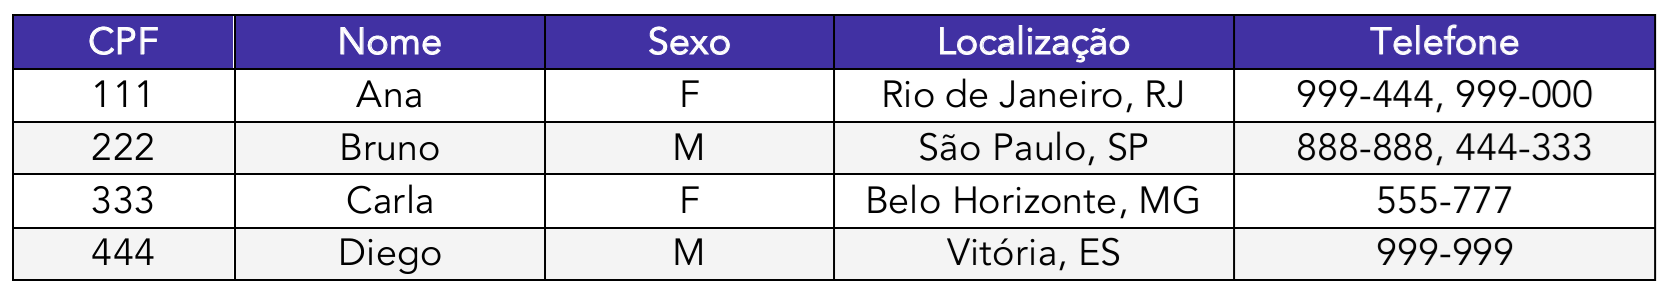 CPF Nome Sexo Localização Telefone
111 Ana F Rio de Janeiro, RJ 999-444, 999-000
222 Bruno M São Paulo, SP 888-888, 444-333
333 Carla F Belo Horizonte, MG 555-777
444 Diego M Vitória, ES 999-999